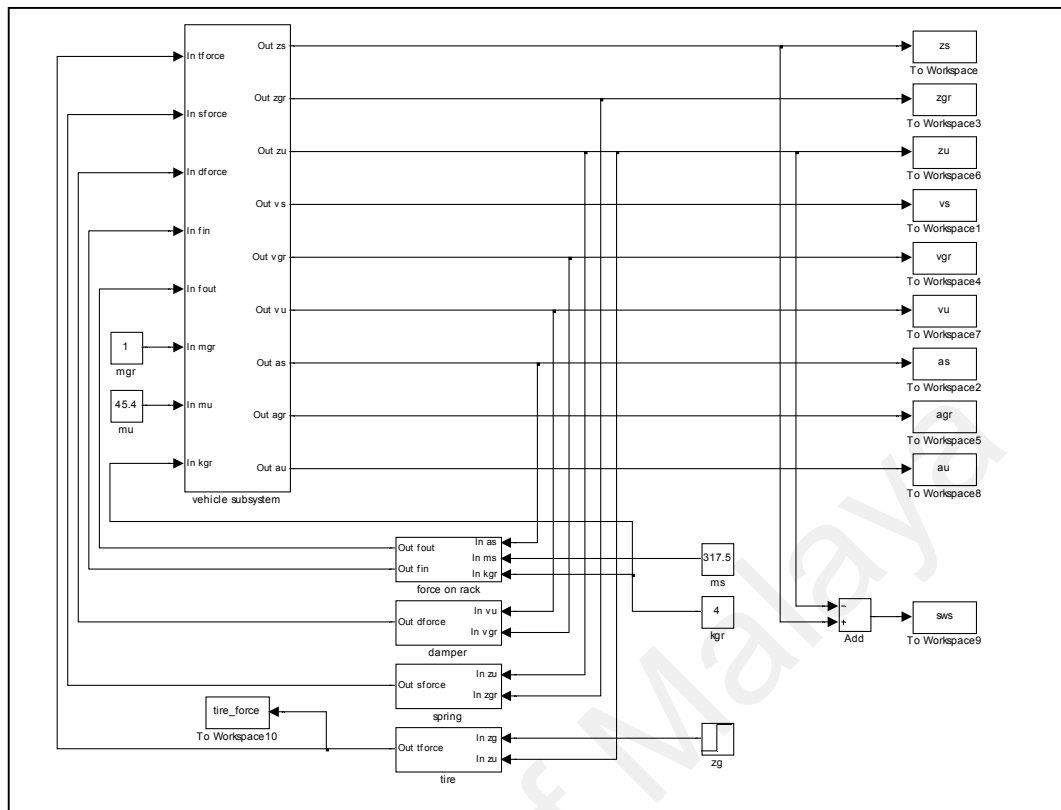 In tforce
In sforce
In dforce
In fin
In fout
In mgr
In mu
In kgr
Out zs
Out zgr
Out zu
Out vs
Out vgr
Out vu
Out as
Out agr
Out au
vehicle subsystem
1
mgr
45.4
mu
zs
To Workspace
zgr
To Workspace3
zu
To Workspace6
vs
To Workspace1
vgr
To Workspace4
vu
To Workspace7
as
To Workspace2
agr
To Workspace5
au
To Workspace8
Out fout
Out fin
In as
In ms
In kgr
force on rack
317.5
ms
4
kgr
Out dforce
In vu
In vgr
damper
Out sforce
In zu
In zgr
spring
Out tforce
In zg
In zu
tire
zg
tire_force
To Workspace10
−
+
Add
sws
To Workspace9
of Malaya